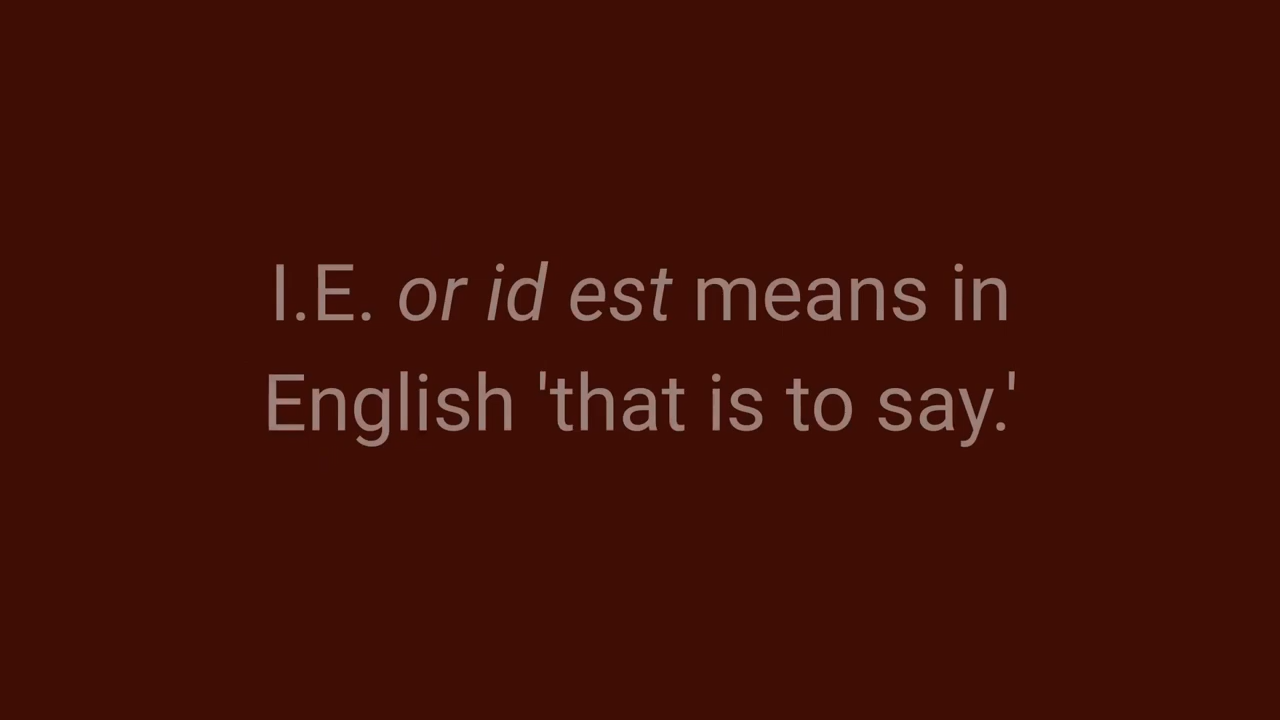 I.E. or id est means in
English 'that is to say.'